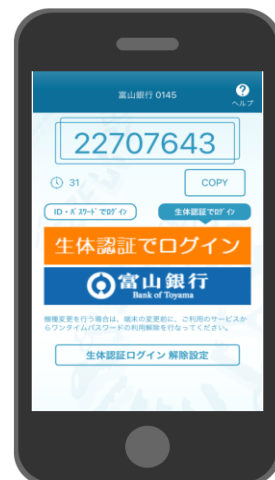 富山銀行 0145
?
ヘルプ
22707643
31
COPY
ID・ﾊﾟｽﾜｰﾄﾞでﾛｸﾞｲﾝ
生体認証でﾛｸﾞｲﾝ
生体認証でログイン
富山銀行
Bank of Toyama
機種変更を行う場合は、端末の変更前に、ご利用のサービスか
らワンタイムパスワードの利用解除を行なってください。
生体認証ログイン 解除設定